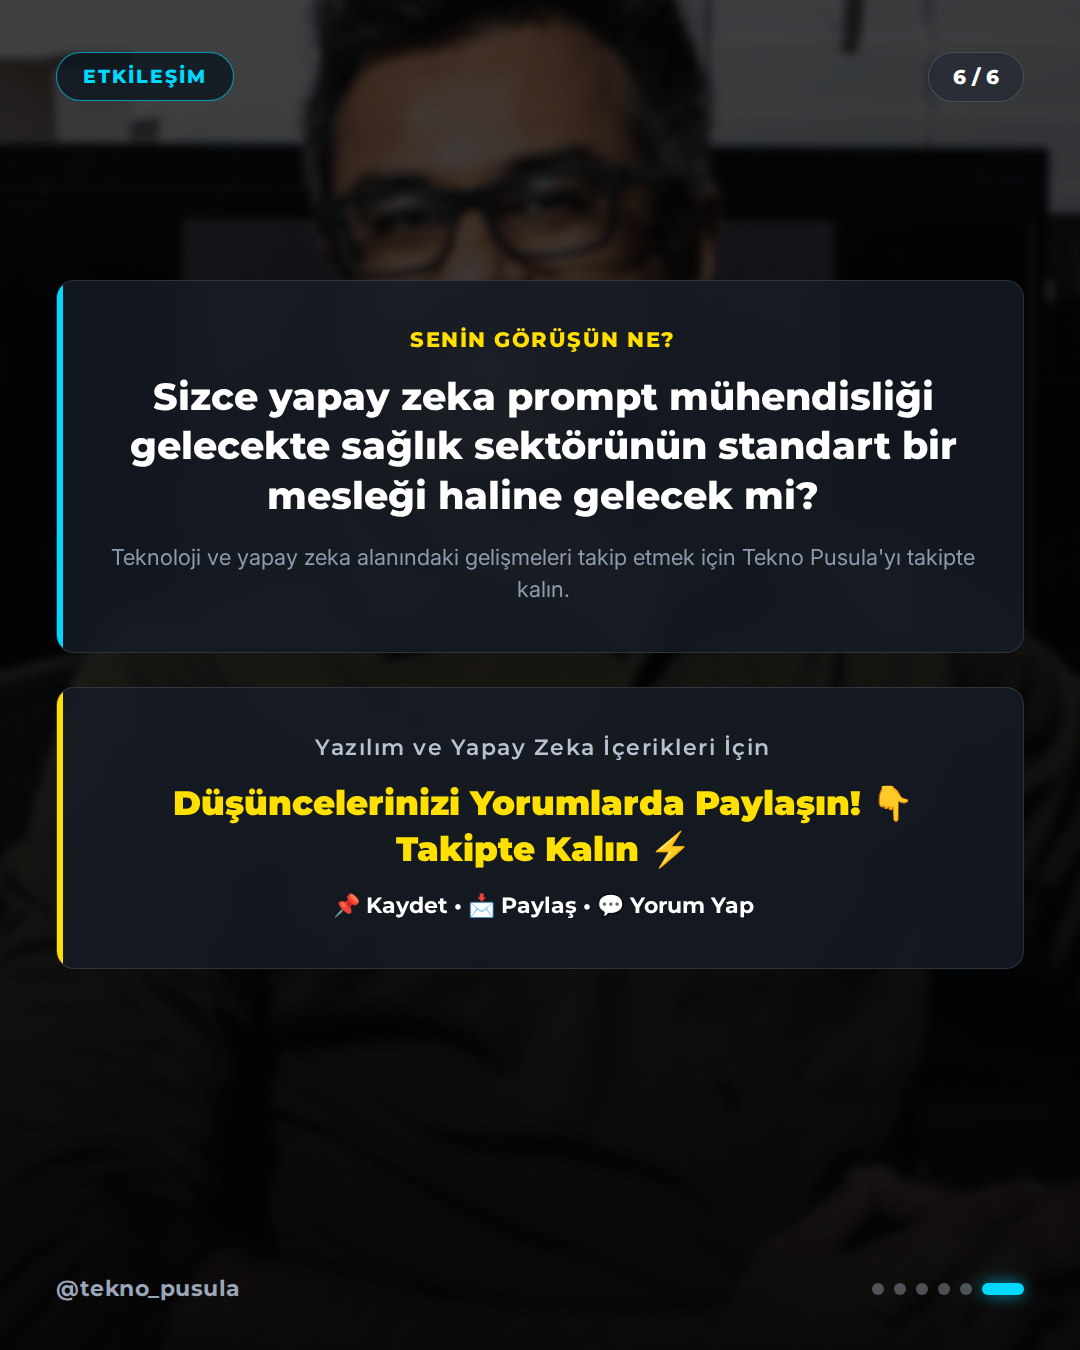 ETKİLEŞİM
6 / 6
SENİN GÖRÜŞÜN NE?
Sizce yapay zeka prompt mühendisliği
gelecekte sağlık sektörünün standart bir
mesleği haline gelecek mi?
Teknoloji ve yapay zeka alanındaki gelişmeleri takip etmek için Tekno Pusula'yı takipte
kalın.
Yazılım ve Yapay Zeka İçerikleri İçin
Düşüncelerinizi Yorumlarda Paylaşın! 👇
Takipte Kalın ⚡
📌 Kaydet • 📩 Paylaş • 💬 Yorum Yap
@tekno_pusula